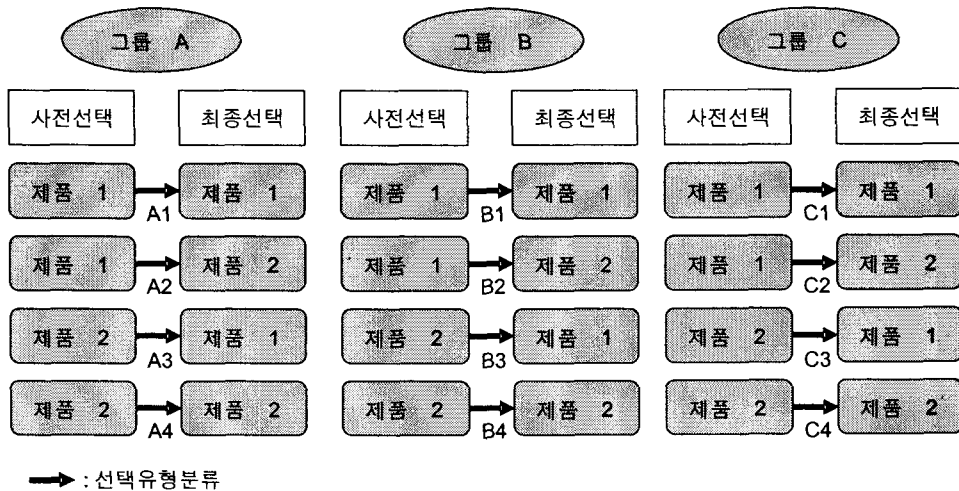 그룹 A 그룹 B 그룹 C
사전선택 최종선택 사전선택 최종선택 사전선택 최종선택
제품 1 제품 1 제품 1 제품 1 제품 1 제품 1
A1 B1 C1
제품 1 제품 2 제품 1 제품 2 제품 1 제품 2
A2 B2 C2
제품 2 제품 1 제품 2 제품 1 제품 2 제품 1
A3 B3 C3
제품 2 제품 2 제품 2 제품 2 제품 2 제품 2
A4 B4 C4
: 선택유형분류